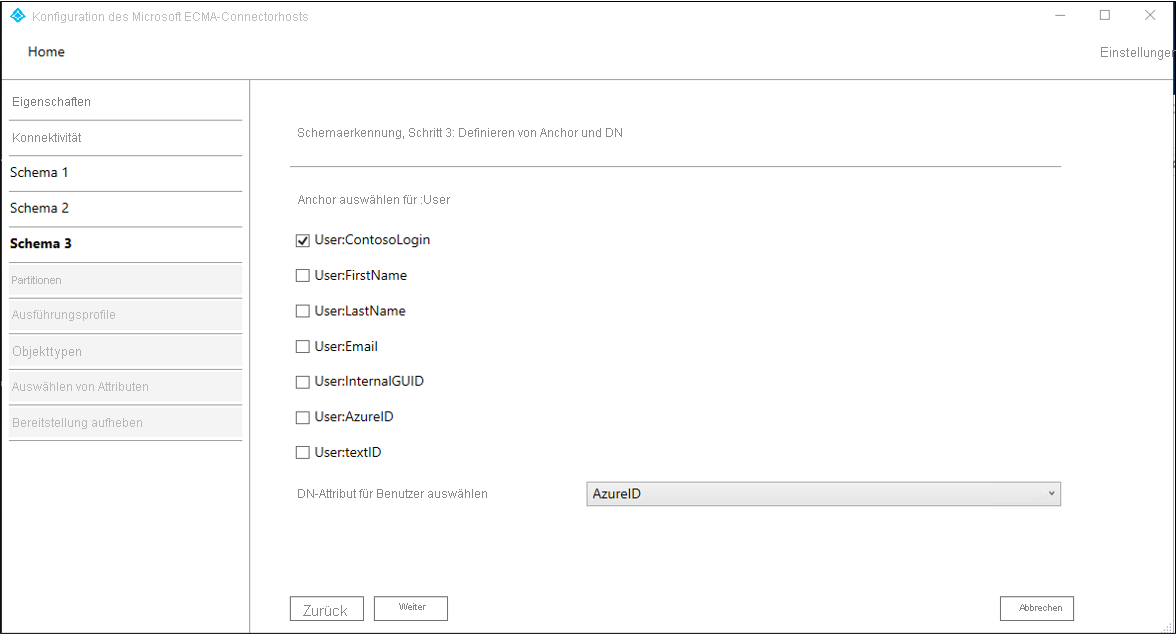 Konfiguration des Microsoft ECMA-Connectorhosts
Home
Einstellungen
Eigenschaften
Konnektivität
Schema 1
Schema 2
Schema 3
Partitionen
Ausführungsprofile
Objekttypen
Auswählen von Attributen
Bereitstellung aufheben
Schemaerkennung, Schritt 3: Definieren von Anchor und DN
Anchor auswählen für :User
User:ContosoLogin
User:FirstName
User:LastName
User:Email
User:InternalGUID
User:AzureID
User:textID
DN-Attribut für Benutzer auswählen
AzureID
Zurück
Weiter
Abbrechen